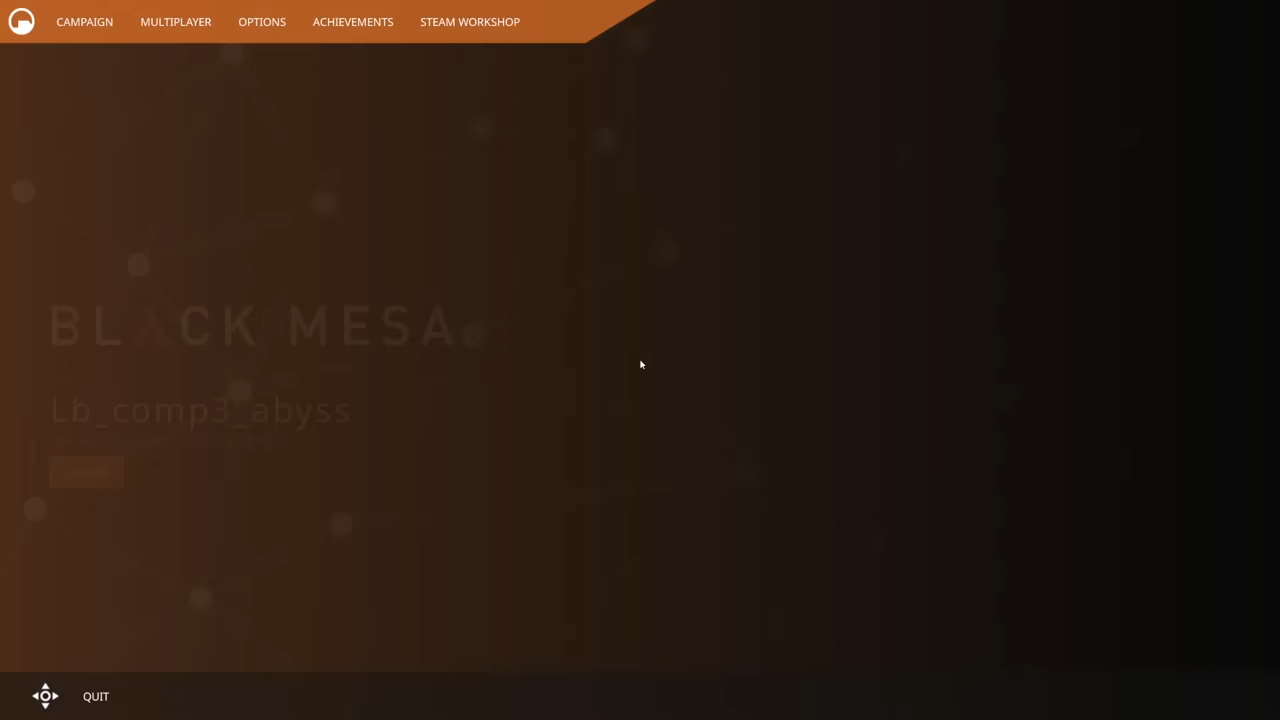 CAMPAIGN MULTIPLAYER OPTIONS ACHIEVEMENTS STEAM WORKSHOP
BLACK MESA
Lb_comp3_abyss
QUIT